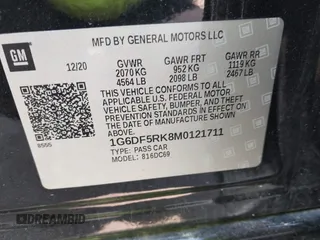 GM
MFD BY GENERAL MOTORS LLC
12/20 GVWR GAWR FRT GAWR RR
2070 KG 952 KG 1119 KG
4564 LB 2098 LB 2467 LB
THIS VEHICLE CONFORMS TO ALL
APPLICABLE U.S. FEDERAL MOTOR
VEHICLE SAFETY, BUMPER, AND
THEFT PREVENTION STANDARDS IN
EFFECT ON THE DATE OF
MANUFACTURE SHOWN ABOVE.
1G6DF5RK8M0121711
TYPE: PASS CAR
MODEL: 816DC69
DREAMBID